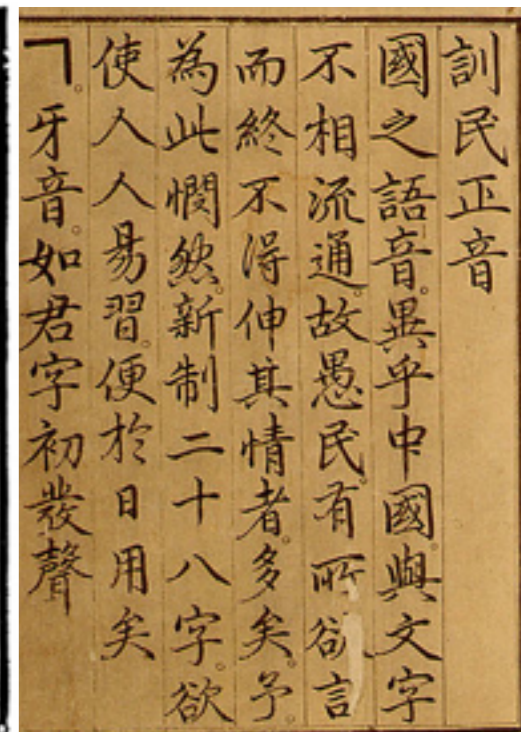 訓民正音
國之語音。異乎中國。與文字
不相流通。故愚民。有所欲言
而終不得伸其情者。多矣。予。
為此憫然。新制二十八字。欲
使人人易習。便於日用矣
ㄱ。牙音。如君字初發聲